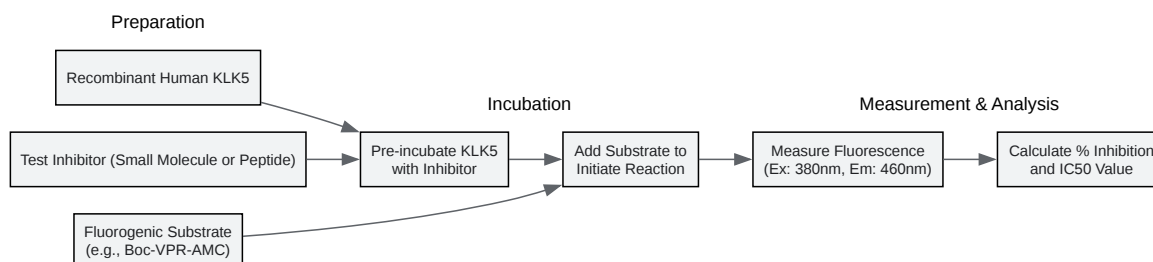 Preparation
Recombinant Human KLK5
Incubation
Measurement & Analysis
Test Inhibitor (Small Molecule or Peptide)
Pre-incubate KLK5
with Inhibitor
Add Substrate to
Initiate Reaction
Measure Fluorescence
(Ex: 380nm, Em: 460nm)
Calculate % Inhibition
and IC50 Value
Fluorogenic Substrate
(e.g., Boc-VPR-AMC)